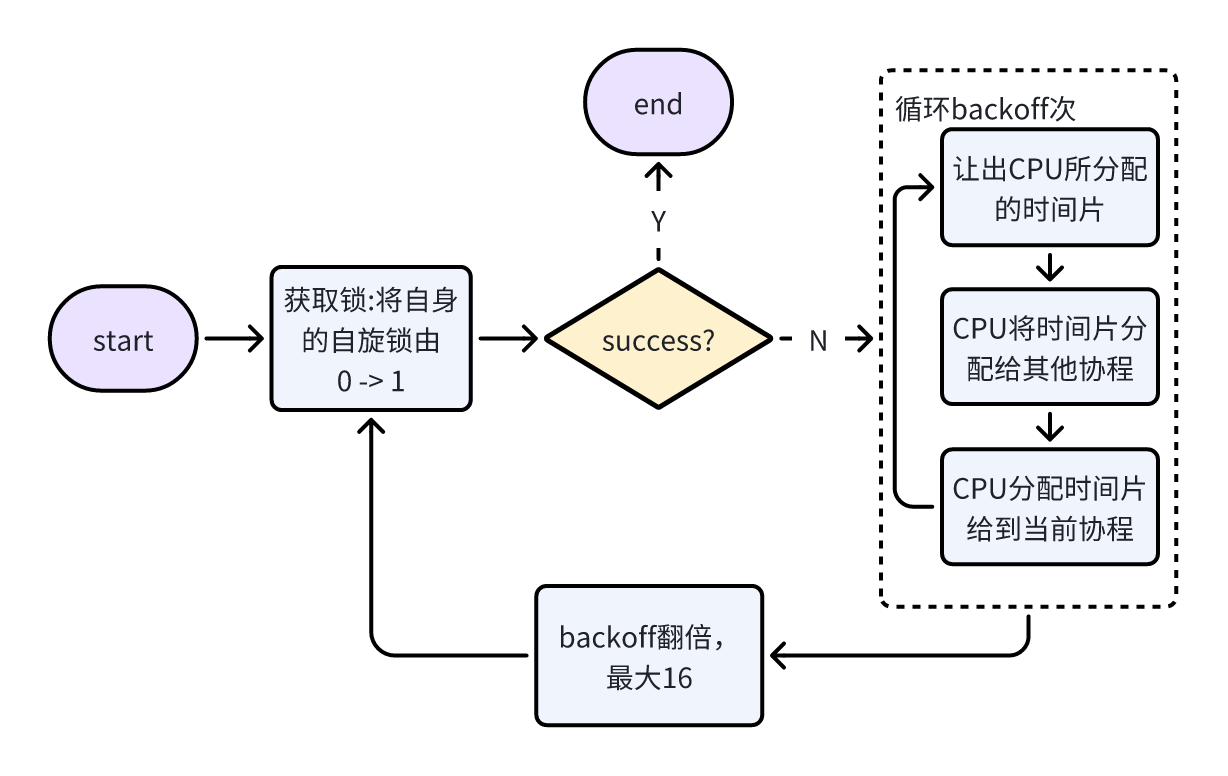 start
获取锁:将自身
的自旋锁由
0 -> 1
success?
Y
end
N
循环backoff次
让出CPU所分配
的时间片
CPU将时间片分
配给其他协程
CPU分配时间片
给到当前协程
backoff翻倍，
最大16